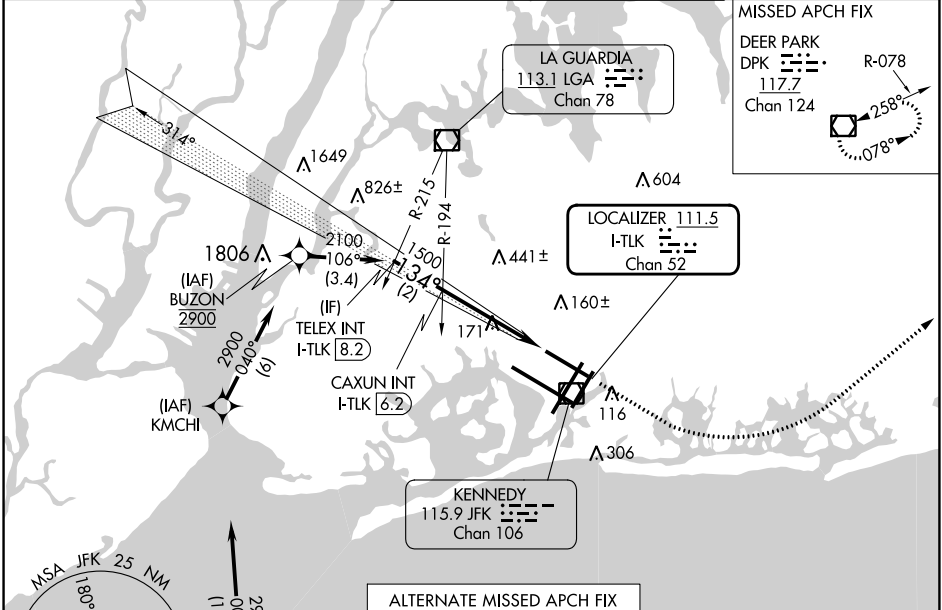 MISSED APCH FIX
DEER PARK
DPK
117.7
Chan 124
R-078
258°
078°
LA GUARDIA
113.1 LGA
Chan 78
314°
1649
826±
R-215
R-194
604
LOCALIZER 111.5
I-TLK
Chan 52
1806
2100
106°
(3.4)
1500
134°
(2)
441±
160±
171
(IAF)
BUZON
2900
(IF)
TELEX INT
I-TLK 8.2
2900
040°
(6)
CAXUN INT
I-TLK 6.2
(IAF)
KMCHI
116
306
KENNEDY
115.9 JFK
Chan 106
MSA JFK 25 NM
180°
ALTERNATE MISSED APCH FIX